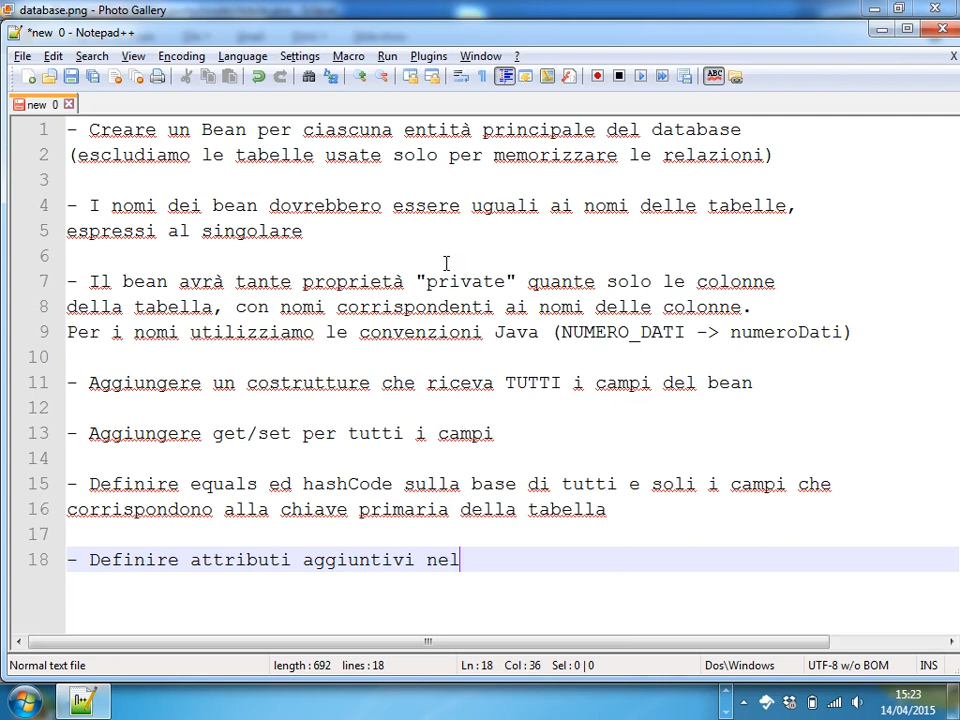 database.png - Photo Gallery
*new 0 - Notepad++
File Edit Search View Encoding Language Settings Macro Run Plugins Window ? X
ABC
new 0
1 - Creare un Bean per ciascuna entità principale del database
2 (escludiamo le tabelle usate solo per memorizzare le relazioni)
3
4 - I nomi dei bean dovrebbero essere uguali ai nomi delle tabelle,
5 espressi al singolare
6
7 - Il bean avrà tante proprietà "private" quante solo le colonne
8 della tabella, con nomi corrispondenti ai nomi delle colonne.
9 Per i nomi utilizziamo le convenzioni Java (NUMERO_DATI -> numeroDati)
10
11 - Aggiungere un costrutture che riceva TUTTI i campi del bean
12
13 - Aggiungere get/set per tutti i campi
14
15 - Definire equals ed hashCode sulla base di tutti e soli i campi che
16 corrispondono alla chiave primaria della tabella
17
18 - Definire attributi aggiuntivi nel
Normal text file length : 692 lines : 18 Ln : 18 Col : 36 Sel : 0 | 0 Dos\Windows UTF-8 w/o BOM INS
15:23
14/04/2015